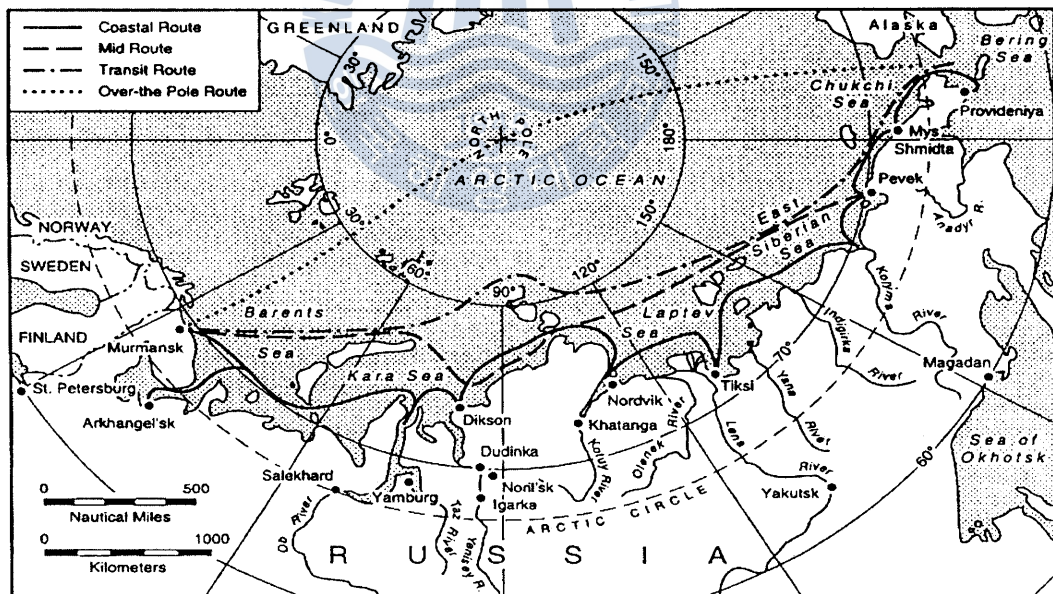 Coastal Route
Mid Route
Transit Route
Over-the Pole Route
GREENLAND
Alaska
Bering
Sea
30°
150°
Chukchi
Sea
Provideniya
Mys
Shmidta
NORTH POLE
0°
180°
ARCTIC OCEAN
Pevek
30°
150°
East
Siberian
Sea
Anadyr R.
NORWAY
SWEDEN
FINLAND
60°
120°
90°
Barents
Sea
Laptev
Sea
Kolyma
River
Indigirka
River
Murmansk
Kara Sea
70°
Magadan
St. Petersburg
Arkhangel'sk
Dikson
Nordvik
Tiksi
Yana
River
Khatanga
Olenek River
Lena
River
60°
Sea of
Okhotsk
Dudinka
Noril'sk
Igarka
Salekhard
Yamburg
Koluy River
Yakutsk
0 500
Nautical Miles
0 1000
Kilometers
Ob
River
Taz River
Yenisey R.
ARCTIC CIRCLE
RUSSIA